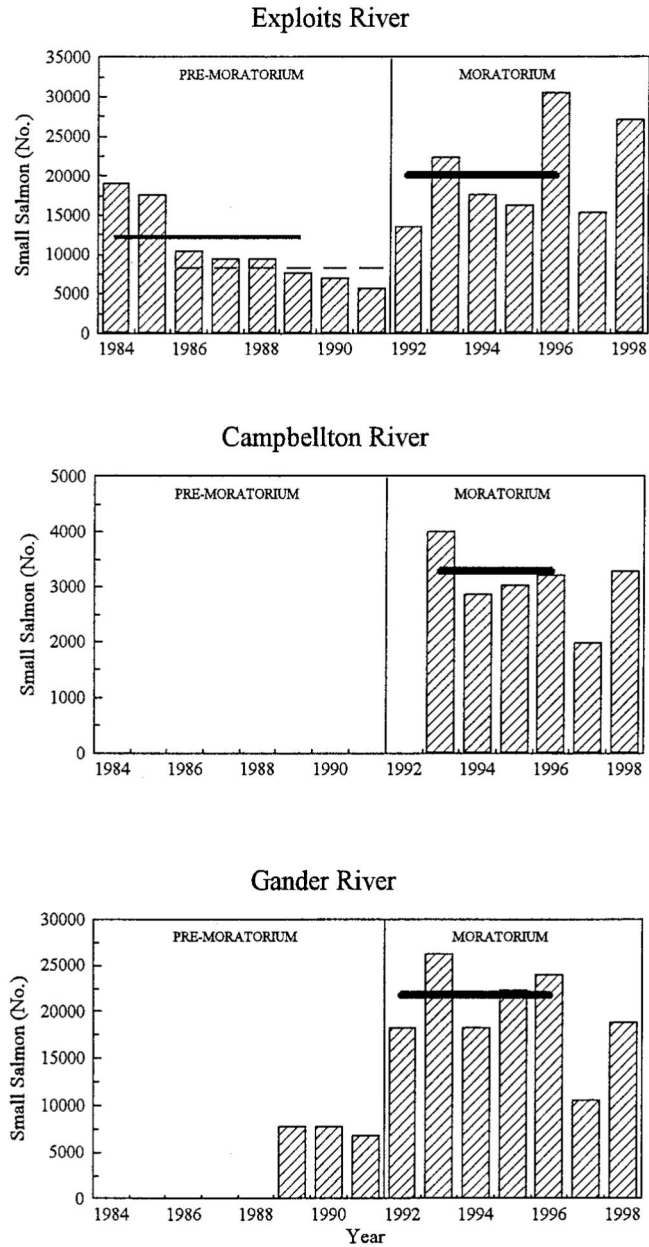 Exploits River
35000
PRE-MORATORIUM MORATORIUM
30000
25000
20000
15000
10000
5000
0
Small Salmon (No.)
1984 1986 1988 1990 1992 1994 1996 1998
Campbellton River
5000
PRE-MORATORIUM MORATORIUM
4000
3000
2000
1000
0
Small Salmon (No.)
1984 1986 1988 1990 1992 1994 1996 1998
Gander River
30000
PRE-MORATORIUM MORATORIUM
25000
20000
15000
10000
5000
0
Small Salmon (No.)
1984 1986 1988 1990 1992 1994 1996 1998
Year